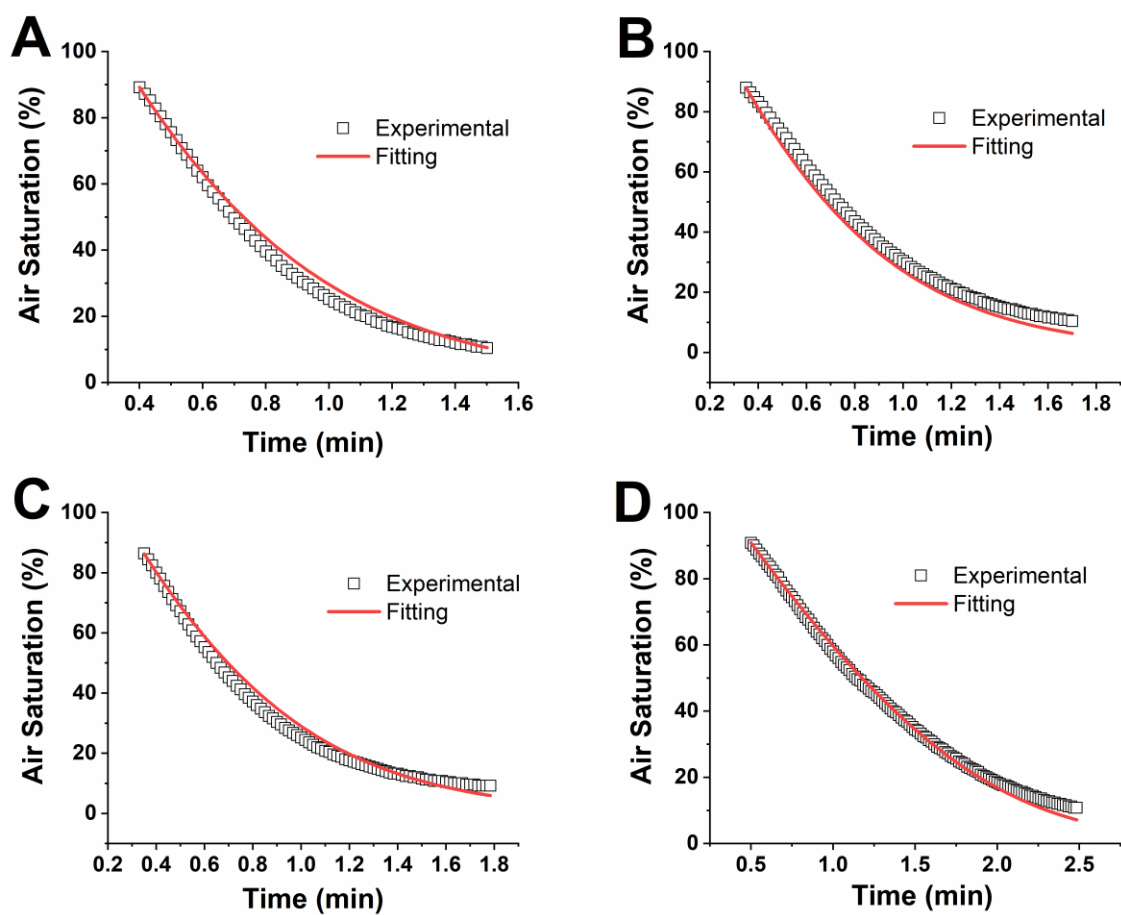 A
Air Saturation (%)
100
80
60
40
20
0
Experimental
Fitting
0.4 0.6 0.8 1.0 1.2 1.4 1.6
Time (min)
B
Air Saturation (%)
100
80
60
40
20
0
Experimental
Fitting
0.2 0.4 0.6 0.8 1.0 1.2 1.4 1.6 1.8
Time (min)
C
Air Saturation (%)
100
80
60
40
20
0
Experimental
Fitting
0.2 0.4 0.6 0.8 1.0 1.2 1.4 1.6 1.8
Time (min)
D
Air Saturation (%)
100
80
60
40
20
0
Experimental
Fitting
0.5 1.0 1.5 2.0 2.5
Time (min)